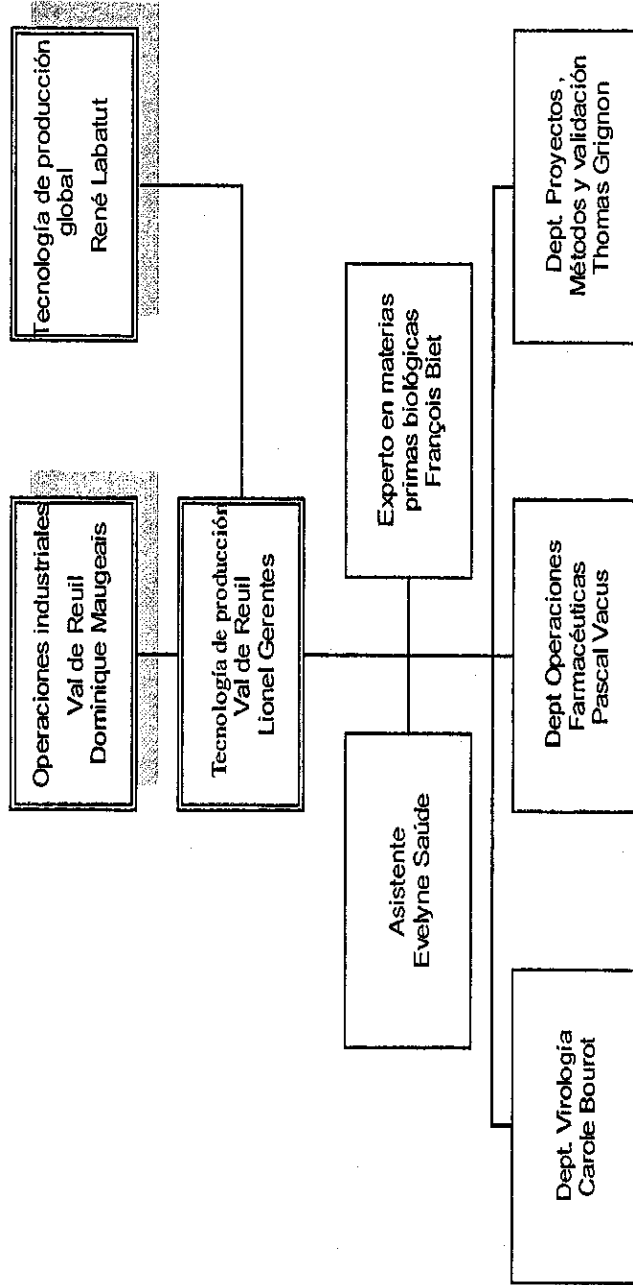 Operaciones industriales
Val de Reuil
Dominique Maugeais
Tecnología de producción
global
René Labatut
Tecnología de producción
Val de Reuil
Lionel Gerentes
Asistente
Evelyne Saúde
Experto en materias
primas biológicas
François Biet
Dept. Virología
Carole Bourot
Dept Operaciones
Farmacéuticas
Pascal Vacus
Dept. Proyectos ,
Métodos y validación
Thomas Grignon